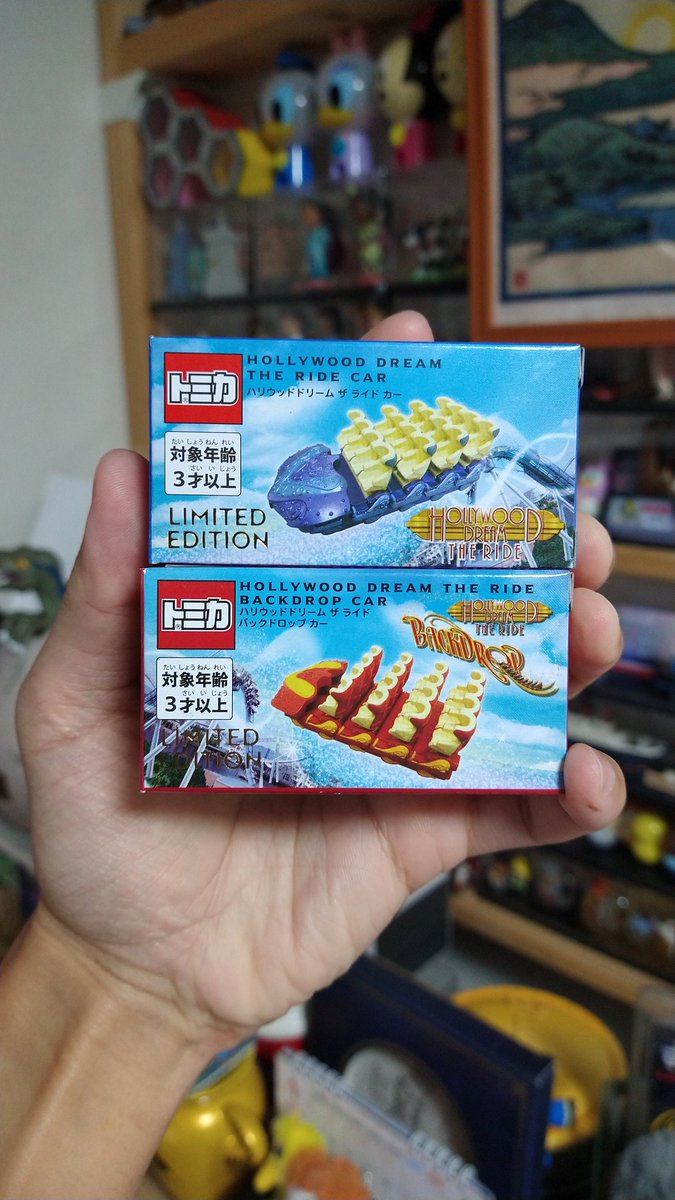 トミカ
HOLLYWOOD DREAM
THE RIDE CAR
ハリウッドドリーム ザ ライド カー
たい しょう ねん れい
対象年齢
さい い じょう
3才以上
LIMITED
EDITION
HOLLYWOOD
DREAM
THE RIDE
トミカ
HOLLYWOOD DREAM THE RIDE
BACKDROP CAR
ハリウッドドリーム ザ ライド
バックドロップ カー
たい しょう ねん れい
対象年齢
さい い じょう
3才以上
LIMITED
EDITION
HOLLYWOOD
DREAM
THE RIDE
BACKDROP